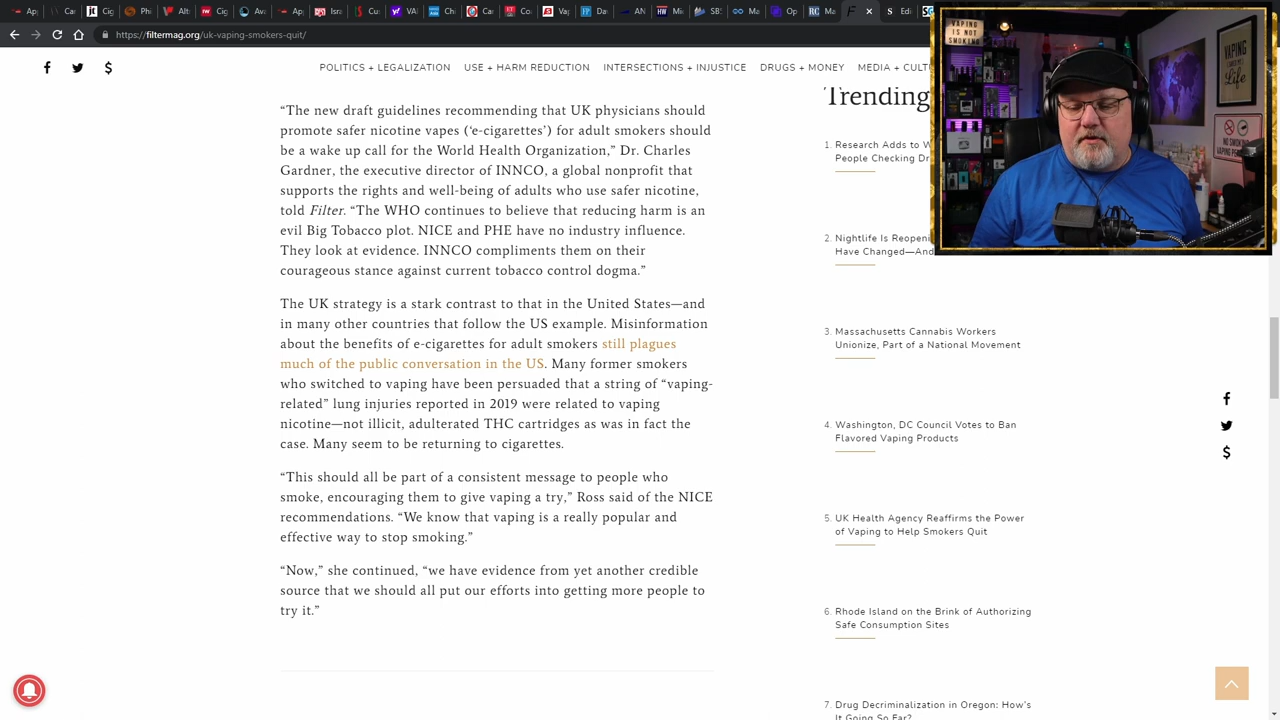 https://filtermag.org/uk-vaping-smokers-quit
POLITICS + LEGALIZATION USE + HARM REDUCTION INTERSECTIONS + INJUSTICE DRUGS + MONEY MEDIA +
“The new draft guidelines recommending that UK physicians should
promote safer nicotine vapes (‘e-cigarettes’) for adult smokers should
be a wake up call for the World Health Organization,” Dr. Charles
Gardner, the executive director of INNCO, a global nonprofit that
supports the rights and well-being of adults who use safer nicotine,
told Filter. “The WHO continues to believe that reducing harm is an
evil Big Tobacco plot. NICE and PHE have no industry influence.
They look at evidence. INNCO compliments them on their
courageous stance against current tobacco control dogma.”
The UK strategy is a stark contrast to that in the United States—and
in many other countries that follow the US example. Misinformation
about the benefits of e-cigarettes for adult smokers still plagues
much of the public conversation in the US. Many former smokers
who switched to vaping have been persuaded that a string of “vaping-
related” lung injuries reported in 2019 were related to vaping
nicotine—not illicit, adulterated THC cartridges as was in fact the
case. Many seem to be returning to cigarettes.
“This should all be part of a consistent message to people who
smoke, encouraging them to give vaping a try,” Ross said of the NICE
recommendations. “We know that vaping is a really popular and
effective way to stop smoking.”
“Now,” she continued, “we have evidence from yet another credible
source that we should all put our efforts into getting more people to
try it.”
Trending
1. Research Adds to
People Checking
2. Nightlife Is
Have Changed—And
3. Massachusetts Cannabis Workers
Unionize, Part of a National Movement
4. Washington, DC Council Votes to Ban
Flavored Vaping Products
5. UK Health Agency Reaffirms the Power
of Vaping to Help Smokers Quit
6. Rhode Island on the Brink of Authorizing
Safe Consumption Sites
7. Drug Decriminalization in Oregon: How’s
It Going So Far?
VAPING
IS NOT
SMOKING
VAPING
Life